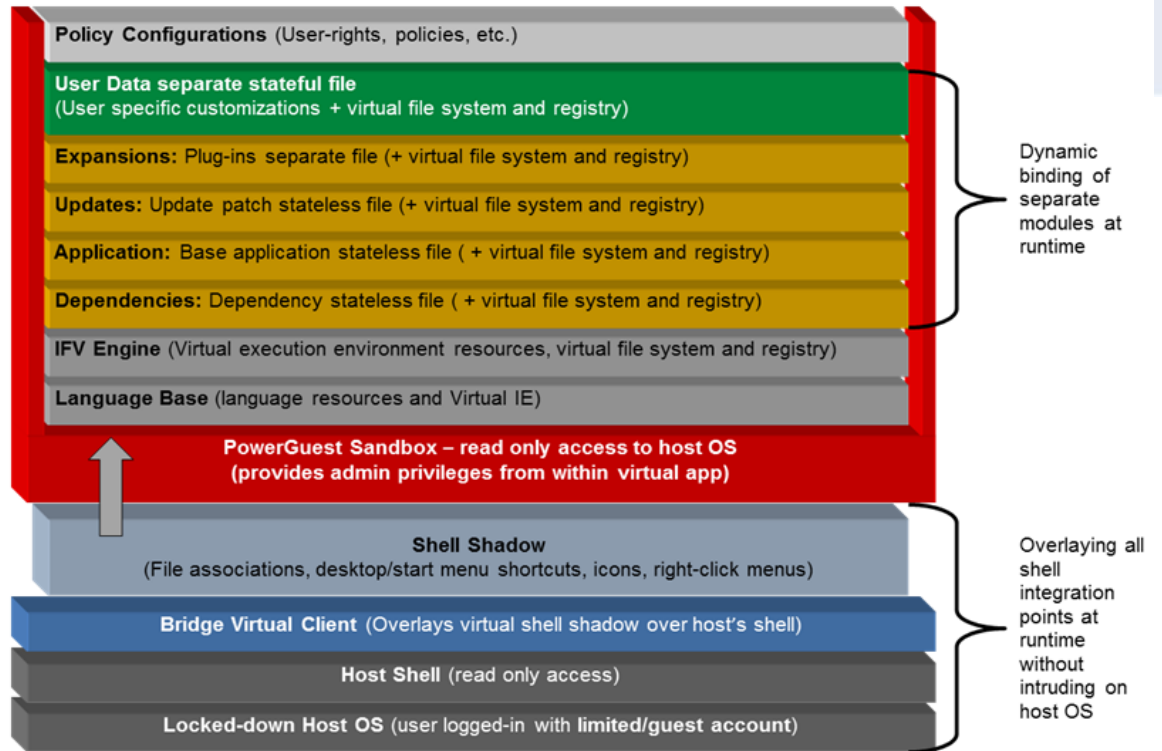 Policy Configurations (User-rights, policies, etc.)
User Data separate stateful file
(User specific customizations + virtual file system and registry)
Expansions: Plug-ins separate file (+ virtual file system and registry)
Updates: Update patch stateless file (+ virtual file system and registry)
Application: Base application stateless file ( + virtual file system and registry)
Dependencies: Dependency stateless file ( + virtual file system and registry)
IFV Engine (Virtual execution environment resources, virtual file system and registry)
Language Base (language resources and Virtual IE)
PowerGuest Sandbox – read only access to host OS
(provides admin privileges from within virtual app)
Dynamic
binding of
separate
modules at
runtime
Shell Shadow
(File associations, desktop/start menu shortcuts, icons, right-click menus)
Bridge Virtual Client (Overlays virtual shell shadow over host's shell)
Host Shell (read only access)
Locked-down Host OS (user logged-in with limited/guest account)
Overlaying all
shell
integration
points at
runtime
without
intruding on
host OS